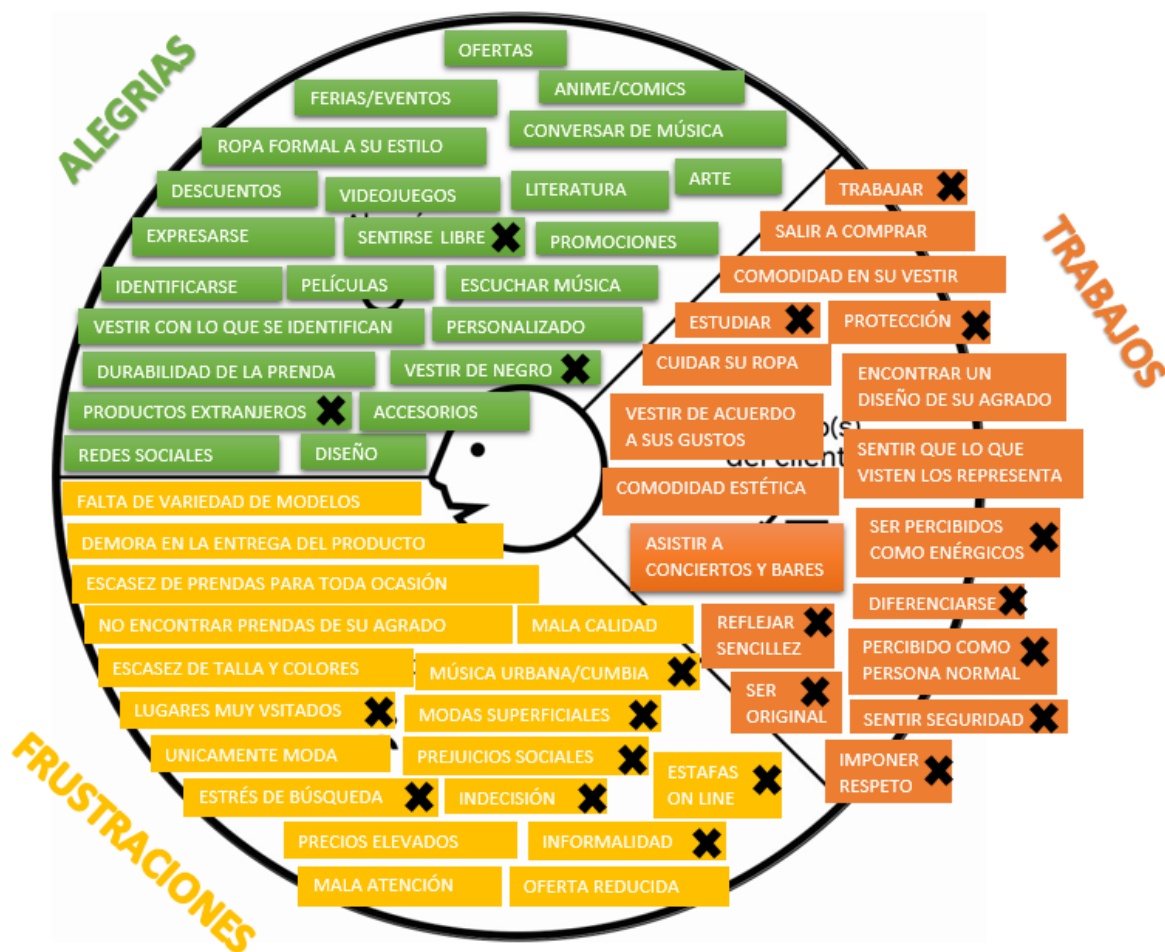 ALEGRIAS
OFERTAS
ANIME/COMICS
FERIAS/EVENTOS
CONVERSAR DE MÚSICA
ROPA FORMAL A SU ESTILO
ARTE
DESCUENTOS
VIDEOJUEGOS
LITERATURA
EXPRESARSE
SENTIRSE LIBRE
PROMOCIONES
IDENTIFICARSE
PELÍCULAS
ESCUCHAR MÚSICA
VESTIR CON LO QUE SE IDENTIFICAN
PERSONALIZADO
DURABILIDAD DE LA PRENDA
VESTIR DE NEGRO
PRODUCTOS EXTRANJEROS
ACCESORIOS
REDES SOCIALES
DISEÑO
TRABAJOS
TRABAJAR
SALIR A COMPRAR
COMODIDAD EN SU VESTIR
ESTUDIAR
PROTECCIÓN
CUIDAR SU ROPA
ENCONTRAR UN
DISEÑO DE SU AGRADO
VESTIR DE ACUERDO
A SUS GUSTOS
SENTIR QUE LO QUE
VISTEN LOS REPRESENTA
COMODIDAD ESTÉTICA
SER PERCIBIDOS
COMO ENÉRGICOS
ASISTIR A
CONCIERTOS Y BARES
DIFERENCIARSE
REFLEJAR
SENCILLEZ
PERCIBIDO COMO
PERSONA NORMAL
SER
ORIGINAL
SENTIR SEGURIDAD
IMPONER
RESPETO
FRUSTRACIONES
FALTA DE VARIEDAD DE MODELOS
DEMORA EN LA ENTREGA DEL PRODUCTO
ESCASEZ DE PRENDAS PARA TODA OCASIÓN
NO ENCONTRAR PRENDAS DE SU AGRADO
MALA CALIDAD
ESCASEZ DE TALLA Y COLORES
MÚSICA URBANA/CUMBIA
LUGARES MUY VSITADOS
MODAS SUPERFICIALES
UNICAMENTE MODA
PREJUICIOS SOCIALES
ESTAFAS
ON LINE
ESTRÉS DE BÚSQUEDA
INDECISIÓN
PRECIOS ELEVADOS
INFORMALIDAD
MALA ATENCIÓN
OFERTA REDUCIDA